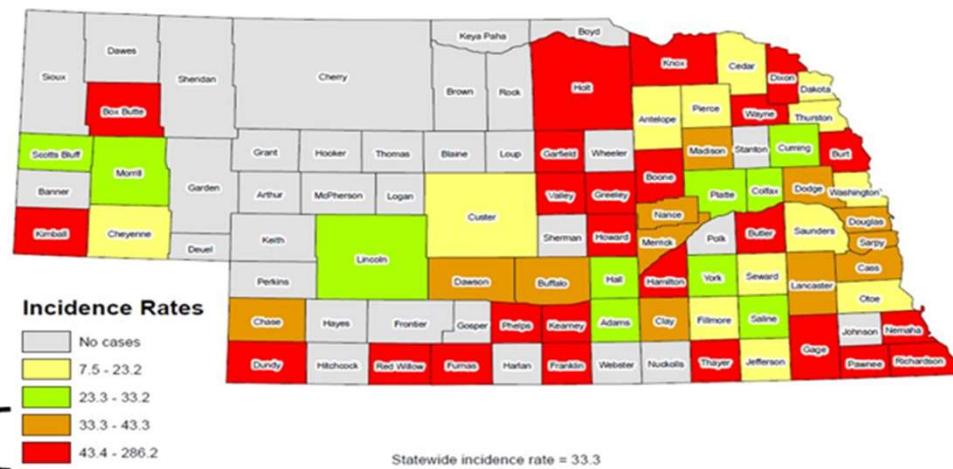 Keya Paha Boyd
Dawes Knox Cedar
Sioux Sheridan Cherry Holt Dixon
Brown Rock Dakota
Box Butte Antelope Pierce Wayne Thurston
Scotts Bluff Grant Hooker Thomas Blaine Loup Garfield Wheeler Madison Stanton Cuming Burt
Morrill Boone
Banner Garden Arthur McPherson Logan Valley Greeley Platte Colfax Dodge Washington
Custer Nance Douglas
Kimball Cheyenne Keith Sherman Howard Merrick Polk Butler Saunders Sarpy
Deuel Lincoln
Perkins Dawson Buffalo Hall Hamilton York Seward Lancaster Cass
Otoe
Incidence Rates
Chase Hayes Frontier Gosper Phelps Kearney Adams Clay Fillmore Saline Johnson Nemaha
No cases
Dundy Hitchcock Red Willow Furnas Harlan Franklin Webster Nuckolls Thayer Jefferson Gage Pawnee Richardson
7.5 - 23.2
23.3 - 33.2
33.3 - 43.3
43.4 - 286.2
Statewide incidence rate = 33.3